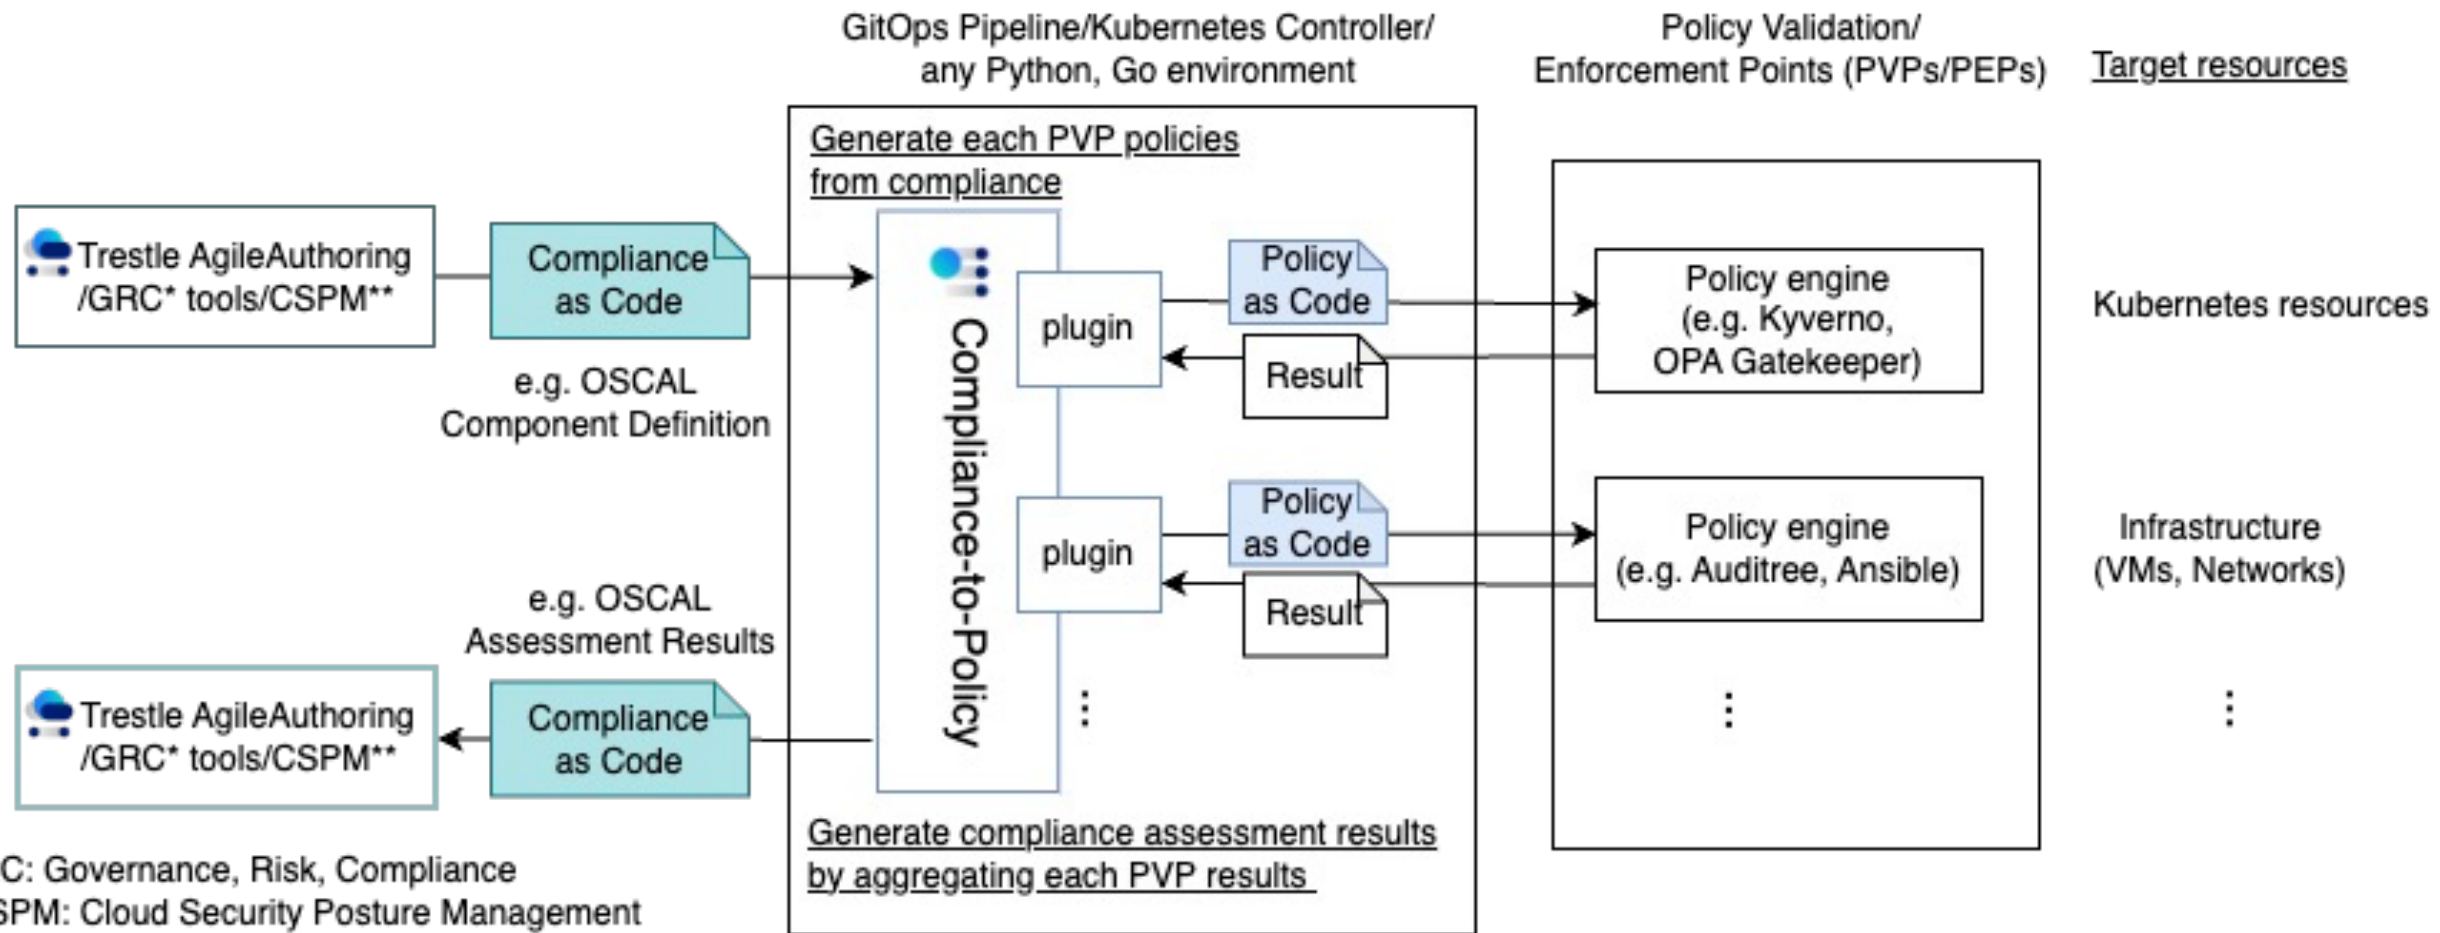 GitOps Pipeline/Kubernetes Controller/
any Python, Go environment
Policy Validation/
Enforcement Points (PVPs/PEPs)
Target resources
Generate each PVP policies
from compliance
Trestle AgileAuthoring
/GRC* tools/CSPM**
Compliance
as Code
e.g. OSCAL
Component Definition
Compliance-to-Policy
plugin
Policy
as Code
Result
Policy engine
(e.g. Kyverno,
OPA Gatekeeper)
Kubernetes resources
plugin
Policy
as Code
Result
Policy engine
(e.g. Auditree, Ansible)
Infrastructure
(VMs, Networks)
e.g. OSCAL
Assessment Results
Trestle AgileAuthoring
/GRC* tools/CSPM**
Compliance
as Code
Generate compliance assessment results
by aggregating each PVP results
C: Governance, Risk, Compliance
SPM: Cloud Security Posture Management